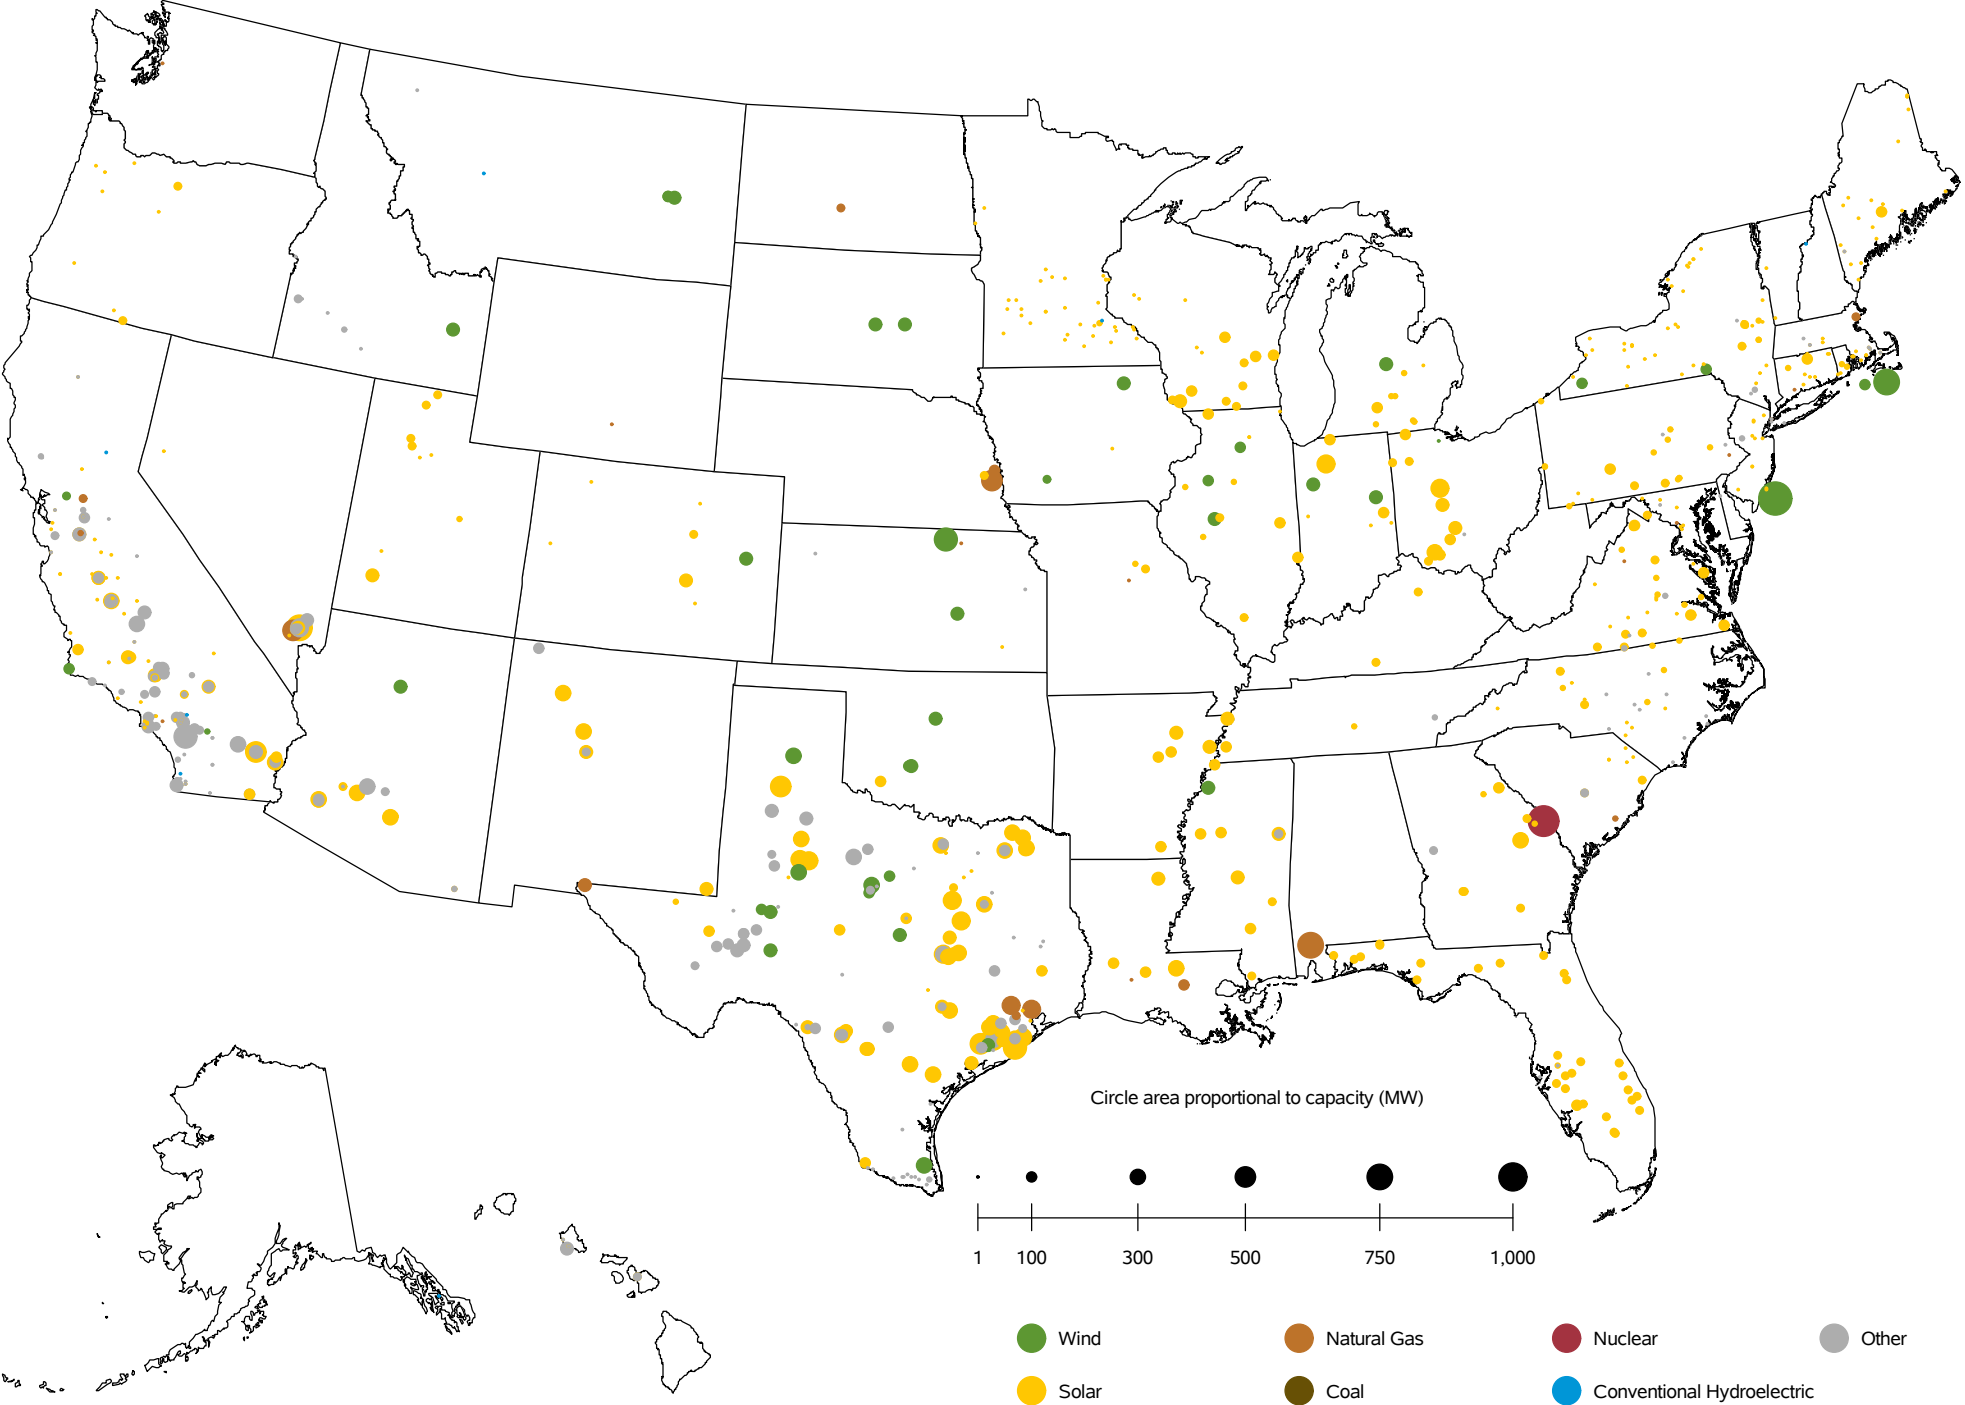 Circle area proportional to capacity (MW)
1 100 300 500 750 1,000
Wind Natural Gas Nuclear Other
Solar Coal Conventional Hydroelectric